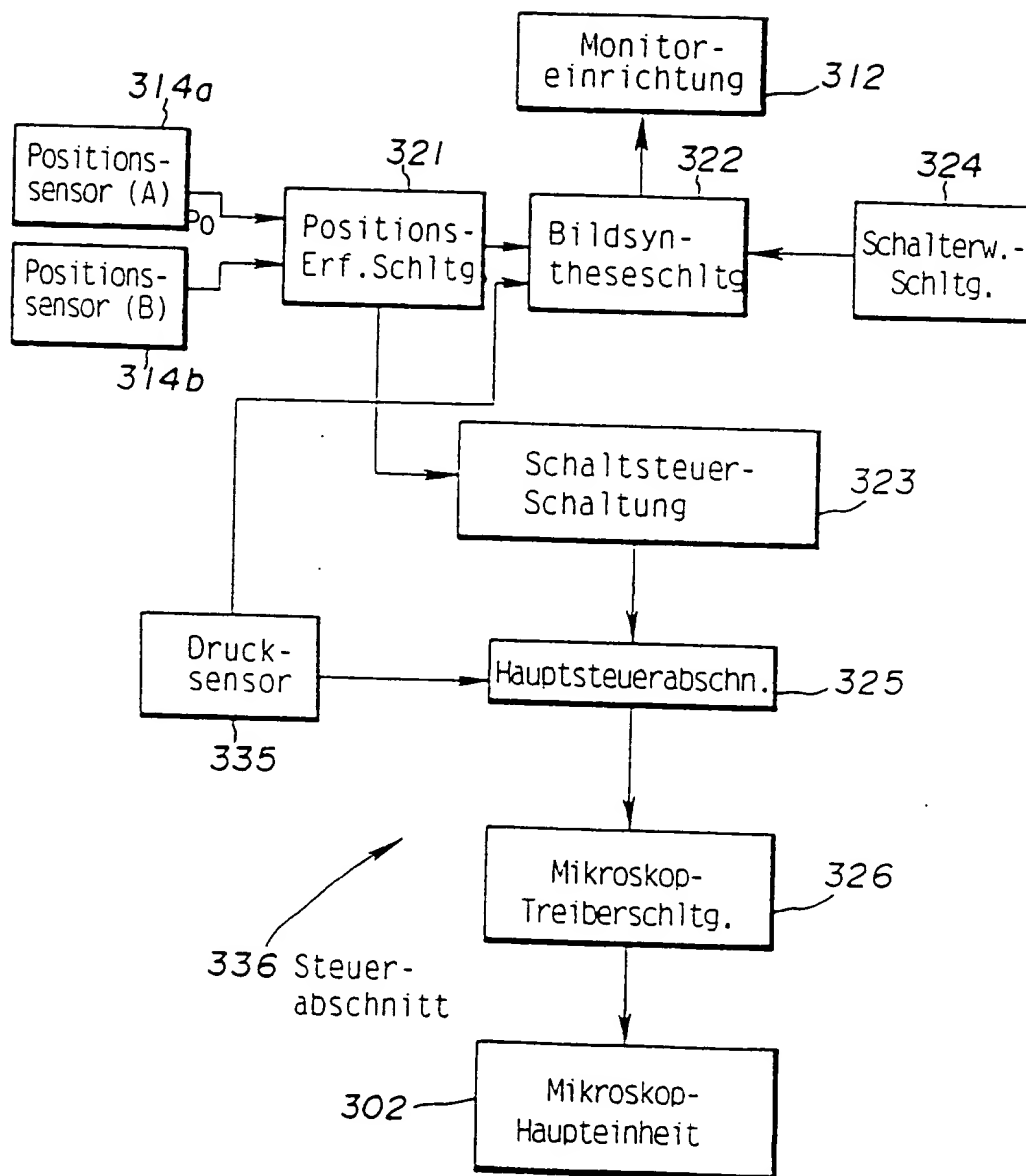 Monitor-
einrichtung
312
314a
Positions-
sensor (A)
PO
321
Positions-
Erf.Schltg.
322
Bildsyn-
theseschltg
324
Schalterw.-
Schltg.
Positions-
sensor (B)
314b
Schaltsteuer-
Schaltung
323
Druck-
sensor
335
Hauptsteuerabschn.
325
Mikroskop-
Treiberschltg.
326
336 Steuer-
abschnitt
302
Mikroskop-
Haupteinheit